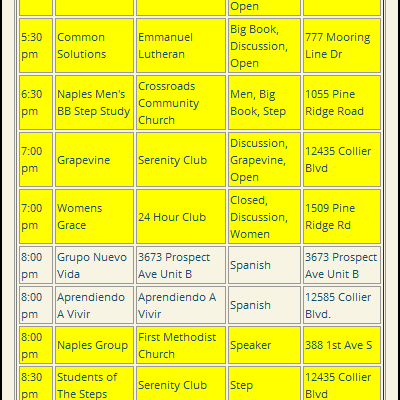 Open
5:30 pm
Common Solutions
Emmanuel Lutheran
Big Book, Discussion, Open
777 Mooring Line Dr
6:30 pm
Naples Men's BB Step Study
Crossroads Community Church
Men, Big Book, Step
1055 Pine Ridge Road
7:00 pm
Grapevine
Serenity Club
Discussion, Grapevine, Open
12435 Collier Blvd
7:00 pm
Womens Grace
24 Hour Club
Closed, Discussion, Women
1509 Pine Ridge Rd
8:00 pm
Grupo Nuevo Vida
3673 Prospect Ave Unit B
Spanish
3673 Prospect Ave Unit B
8:00 pm
Aprendiendo A Vivir
Aprendiendo A Vivir
Spanish
12585 Collier Blvd.
8:00 pm
Naples Group
First Methodist Church
Speaker
388 1st Ave S
8:30 pm
Students of The Steps
Serenity Club
Step
12435 Collier Blvd